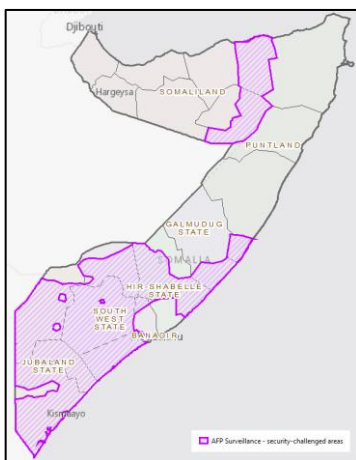 Djibouti
Hargeysa
SOMALILAND
PUNTLAND
GALMUDUG
STATE
SOMALIA
HIR-SHABELLE
STATE
SOUTH
WEST
STATE
BANADIR
JUBALAND
STATE
Kismaayo
AFP Surveillance - security-challenged areas